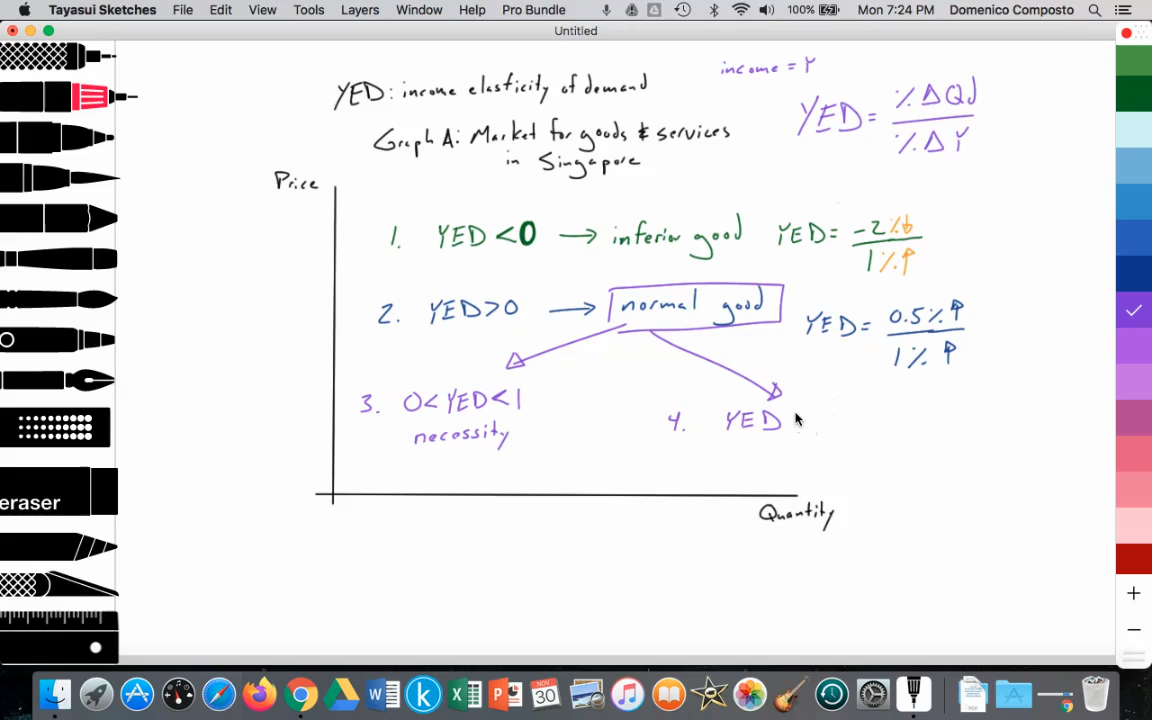 Tayasui Sketches File Edit View Tools Layers Window Help Pro Bundle 100% Mon 7:24 PM Domenico Composto
Untitled
income = Y
YED: income elasticity of demand
YED = %ΔQd / %ΔY
Graph A: Market for goods & services
in Singapore
Price
1. YED < 0 → inferior good YED = -2%↓ / 1%↑
2. YED > 0 → normal good YED = 0.5%↑ / 1%↑
3. 0 < YED < 1
necessity
4. YED
Quantity
eraser
NOV
30